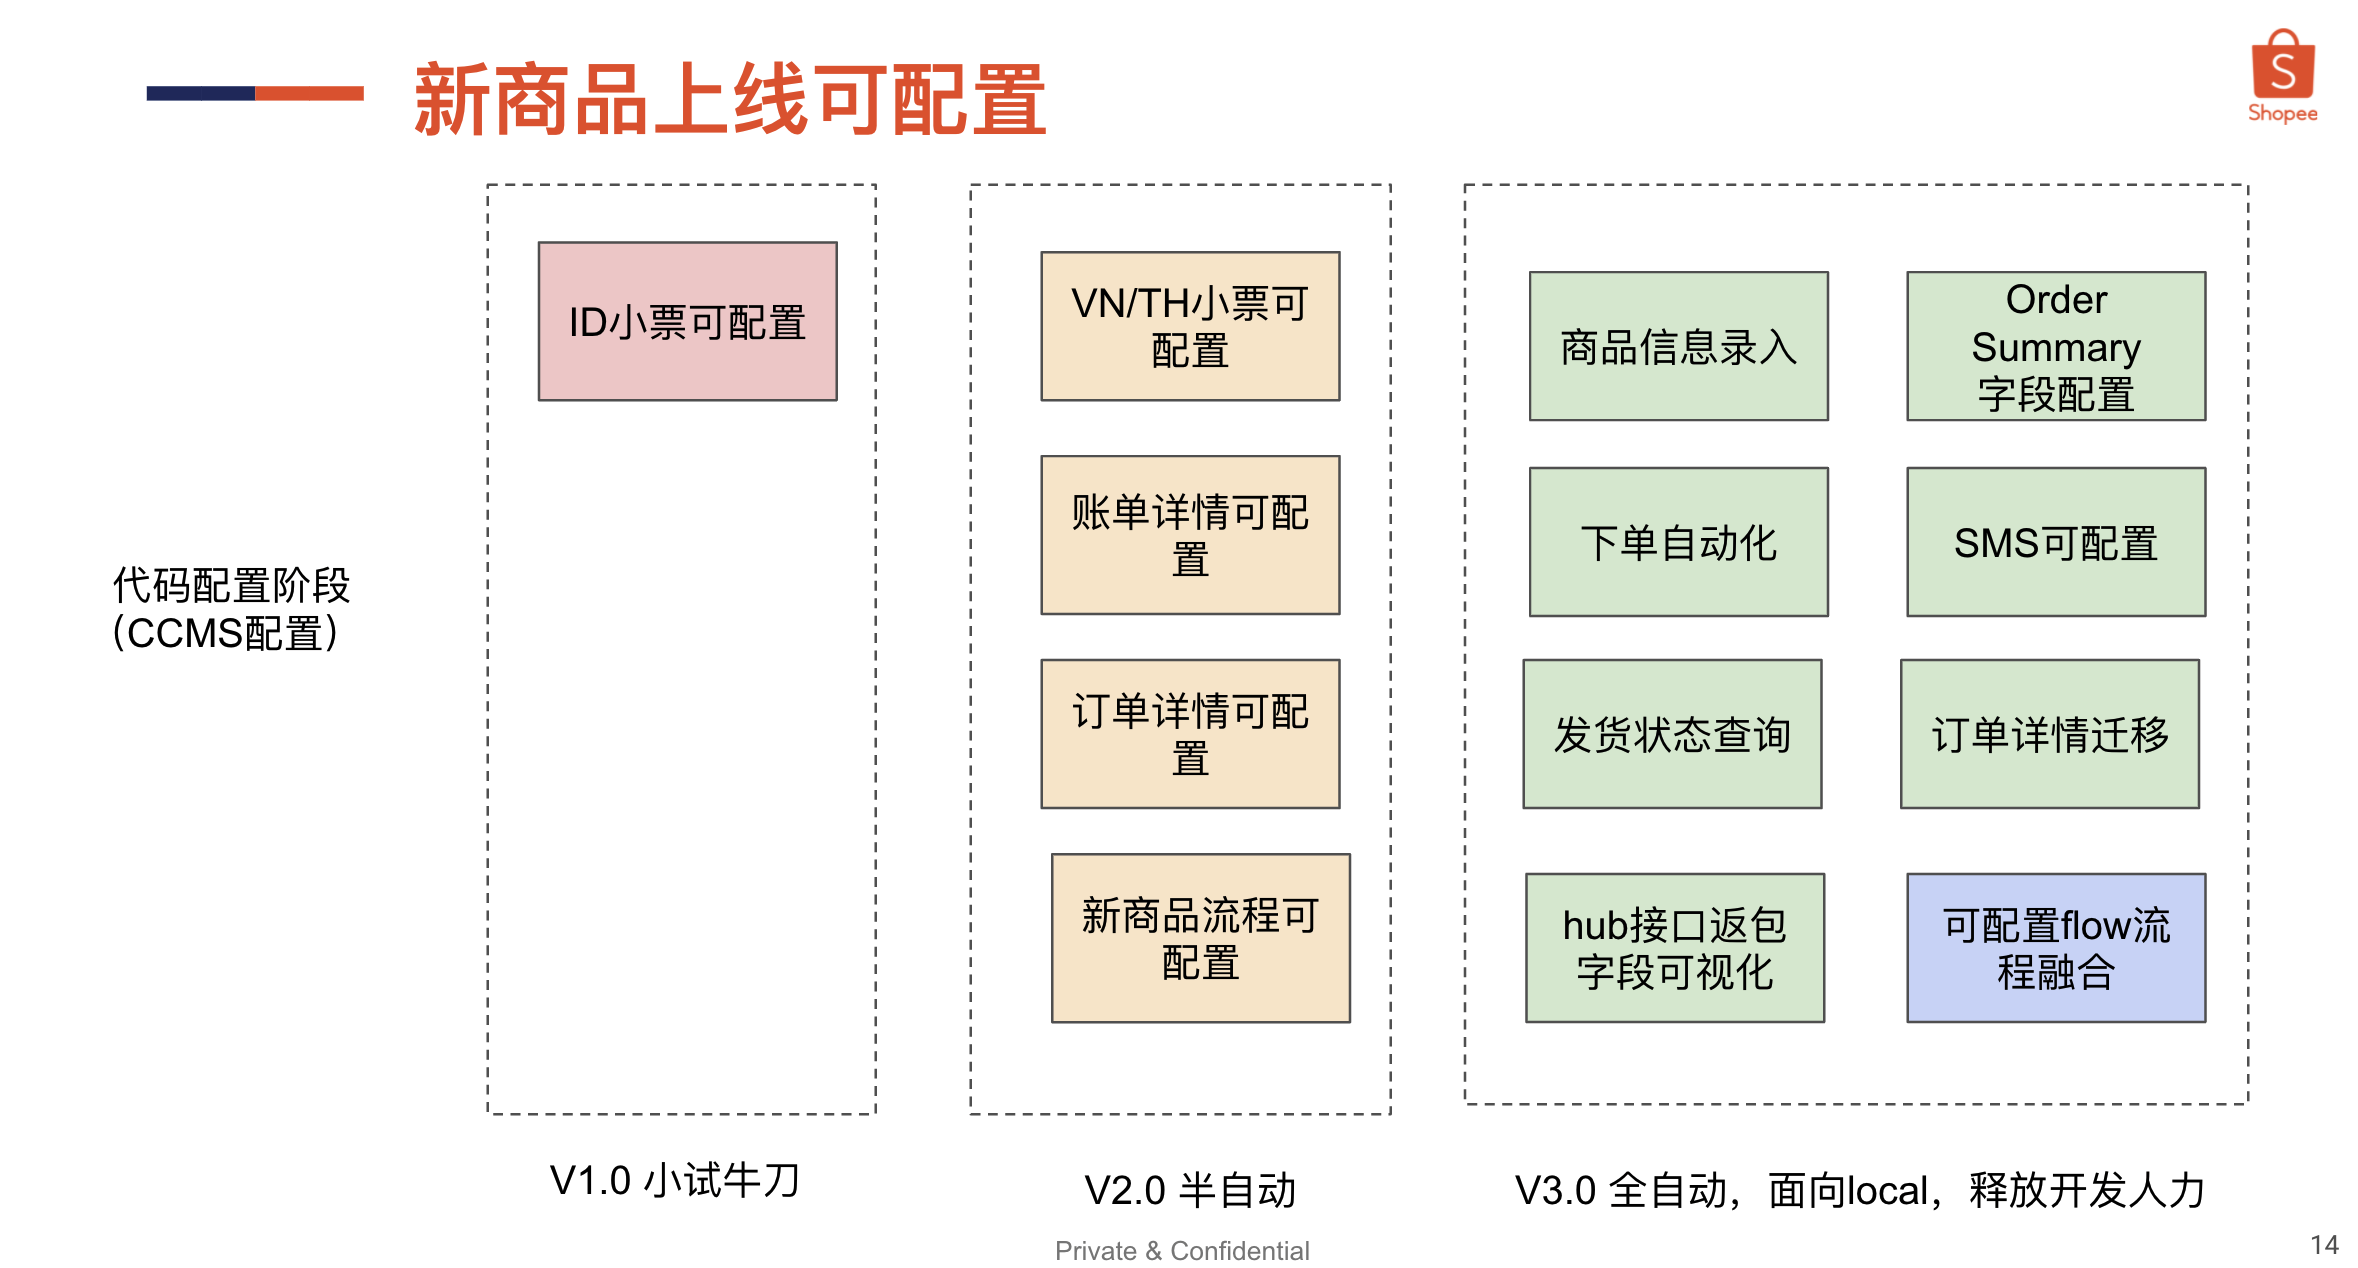 新商品上线可配置
S
Shopee
代码配置阶段
（CCMS配置）
ID小票可配置
V1.0 小试牛刀
VN/TH小票可
配置
账单详情可配
置
订单详情可配
置
新商品流程可
配置
V2.0 半自动
商品信息录入
Order
Summary
字段配置
下单自动化
SMS可配置
发货状态查询
订单详情迁移
hub接口返包
字段可视化
可配置flow流
程融合
V3.0 全自动，面向local，释放开发人力
Private & Confidential
14